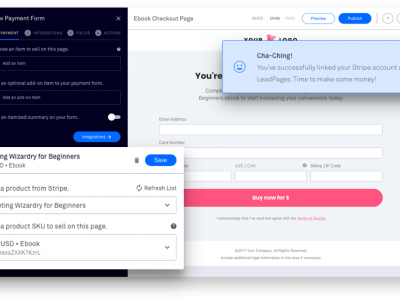 w Payment Form
PAYMENT
2 INTEGRATIONS
3 FIELDS
4 ACTIONS
ose an item to sell on this page.
Add an item
an optional add-on item to your payment form.
Add an add-on item
an itemized summary on your form.
Integrations →
Ebook Checkout Page
SAVED
UNDO
Preview
Publish
YOUR LOGO
You're
Comple
Beginners ebook to start increasing your conversions today.
Cha-Ching!
You've successfully linked your Stripe account
LeadPages. Time to make some money!
Email Address
Card Number
CVC / CVV
Billing ZIP Code
Buy now for $
I acknowledge that I've read and agree with the Terms of Service
©2017 Your Company. All Rights Reserved.
Include additional legal information in this area if necessary.
ting Wizardry for Beginners
SD • Ebook
Save
a product from Stripe.
Refresh List
eting Wizardry for Beginners
a product SKU to sell on this page.
USD • Ebook